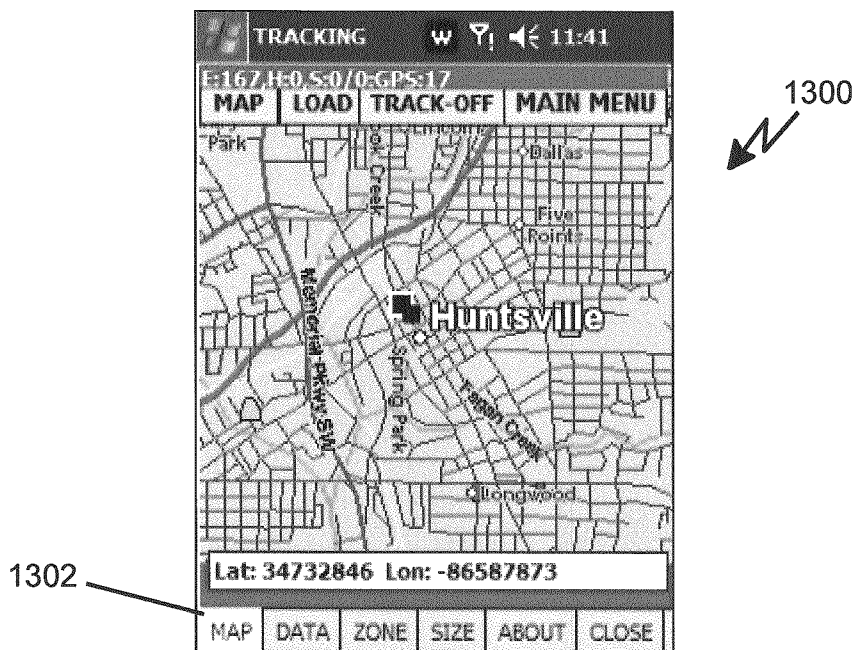 TRACKING W 11:41
E:167,H:0,S:0/0:GPS:17
MAP LOAD TRACK-OFF MAIN MENU
1300
Park
Dallas
Five
Points
Memorial Pkwy SW
Huntsville
Spring Park
Fagan Creek
Longwood
Lat: 34732846 Lon: -86587873
1302
MAP DATA ZONE SIZE ABOUT CLOSE